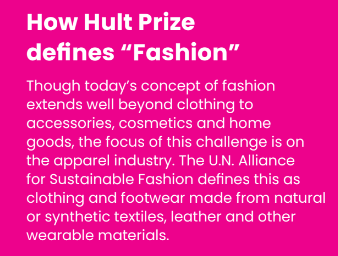 How Hult Prize
defines “Fashion”
Though today’s concept of fashion
extends well beyond clothing to
accessories, cosmetics and home
goods, the focus of this challenge is on
the apparel industry. The U.N. Alliance
for Sustainable Fashion defines this as
clothing and footwear made from natural
or synthetic textiles, leather and other
wearable materials.